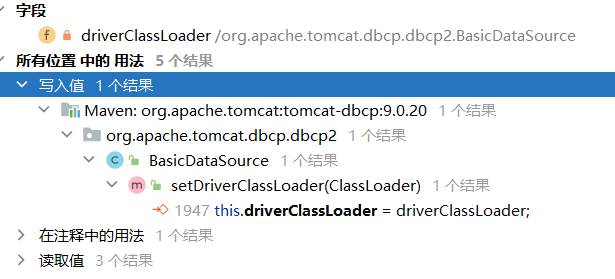 字段
f driverClassLoader /org.apache.tomcat.dbcp.dbcp2.BasicDataSource
所有位置 中的 用法 5 个结果
写入值 1 个结果
Maven: org.apache.tomcat:tomcat-dbcp:9.0.20 1 个结果
org.apache.tomcat.dbcp.dbcp2 1 个结果
C BasicDataSource 1 个结果
m setDriverClassLoader(ClassLoader) 1 个结果
1947 this.driverClassLoader = driverClassLoader;
在注释中的用法 1 个结果
读取值 3 个结果